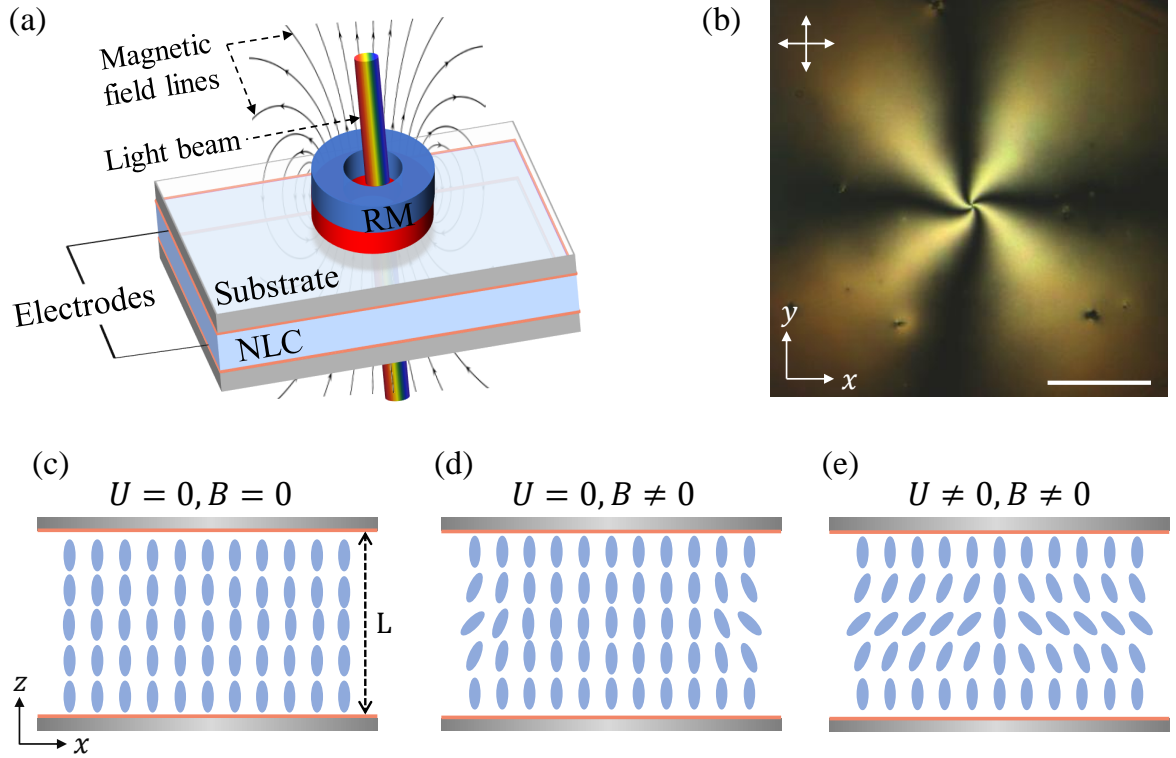 (a)
Magnetic
field lines
Light beam
RM
Substrate
Electrodes
NLC
(b)
y
x
(c)
U = 0, B = 0
L
z
x
(d)
U = 0, B ≠ 0
(e)
U ≠ 0, B ≠ 0